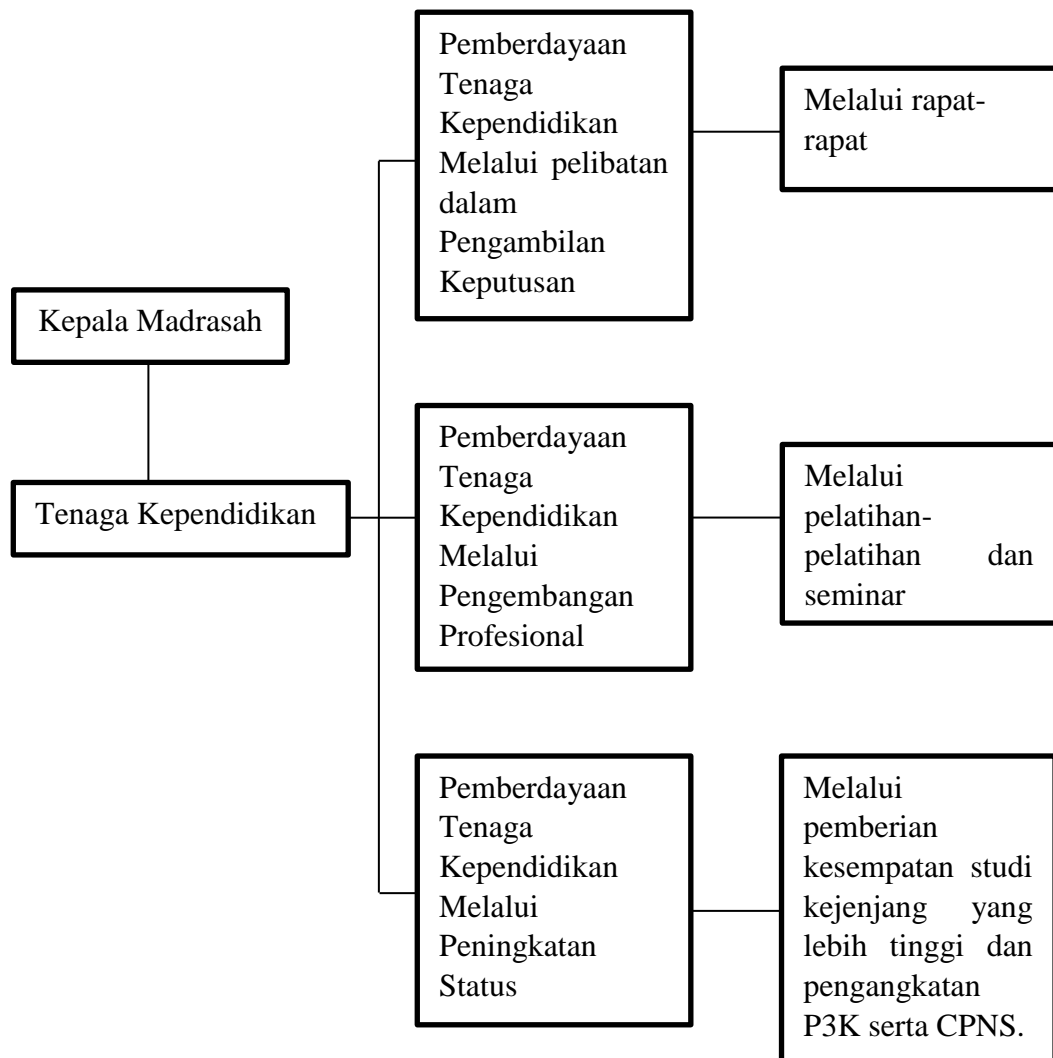 Kepala Madrasah
Tenaga Kependidikan
Pemberdayaan
Tenaga
Kependidikan
Melalui pelibatan
dalam
Pengambilan
Keputusan
Melalui rapat-
rapat
Pemberdayaan
Tenaga
Kependidikan
Melalui
Pengembangan
Profesional
Melalui
pelatihan-
pelatihan dan
seminar
Pemberdayaan
Tenaga
Kependidikan
Melalui
Peningkatan
Status
Melalui
pemberian
kesempatan studi
kejenjang yang
lebih tinggi dan
pengangkatan
P3K serta CPNS.